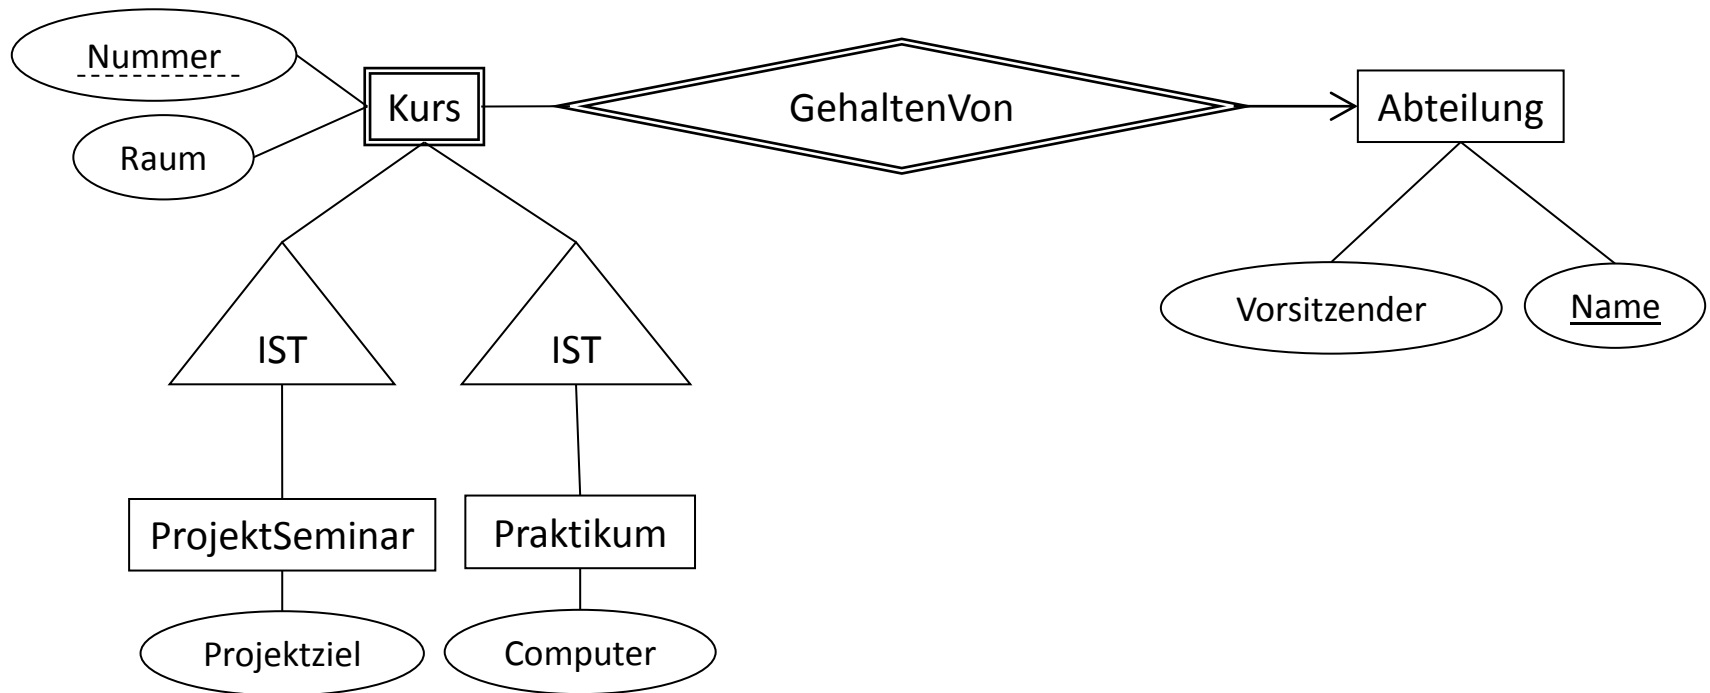 Nummer
Kurs
GehaltenVon
Abteilung
Raum
Vorsitzender
Name
IST
IST
ProjektSeminar
Praktikum
Projektziel
Computer